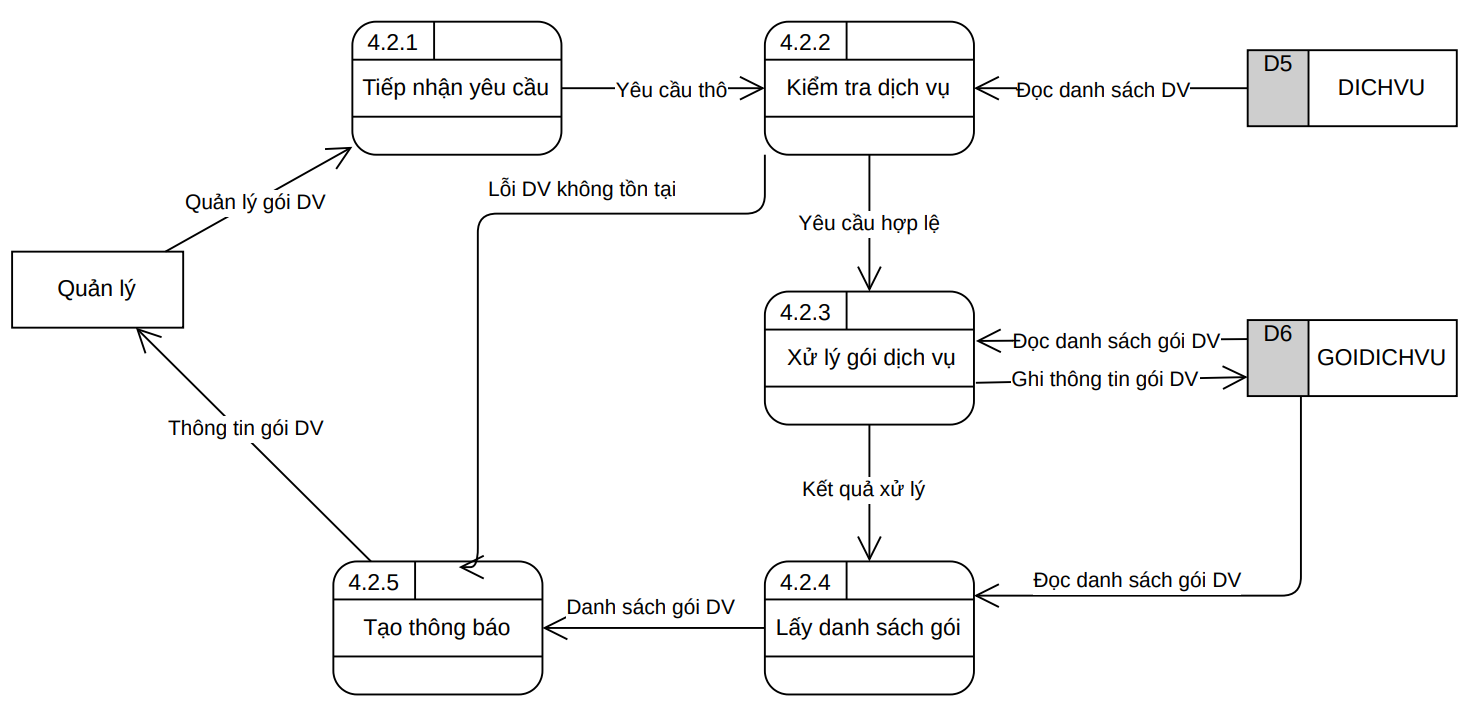 4.2.1
Tiếp nhận yêu cầu
Yêu cầu thô
4.2.2
Kiểm tra dịch vụ
Đọc danh sách DV
D5
DICHVU
Quản lý gói DV
Lỗi DV không tồn tại
Yêu cầu hợp lệ
Quản lý
4.2.3
Xử lý gói dịch vụ
Đọc danh sách gói DV
Ghi thông tin gói DV
D6
GOIDICHVU
Thông tin gói DV
Kết quả xử lý
4.2.5
Tạo thông báo
Danh sách gói DV
4.2.4
Lấy danh sách gói
Đọc danh sách gói DV